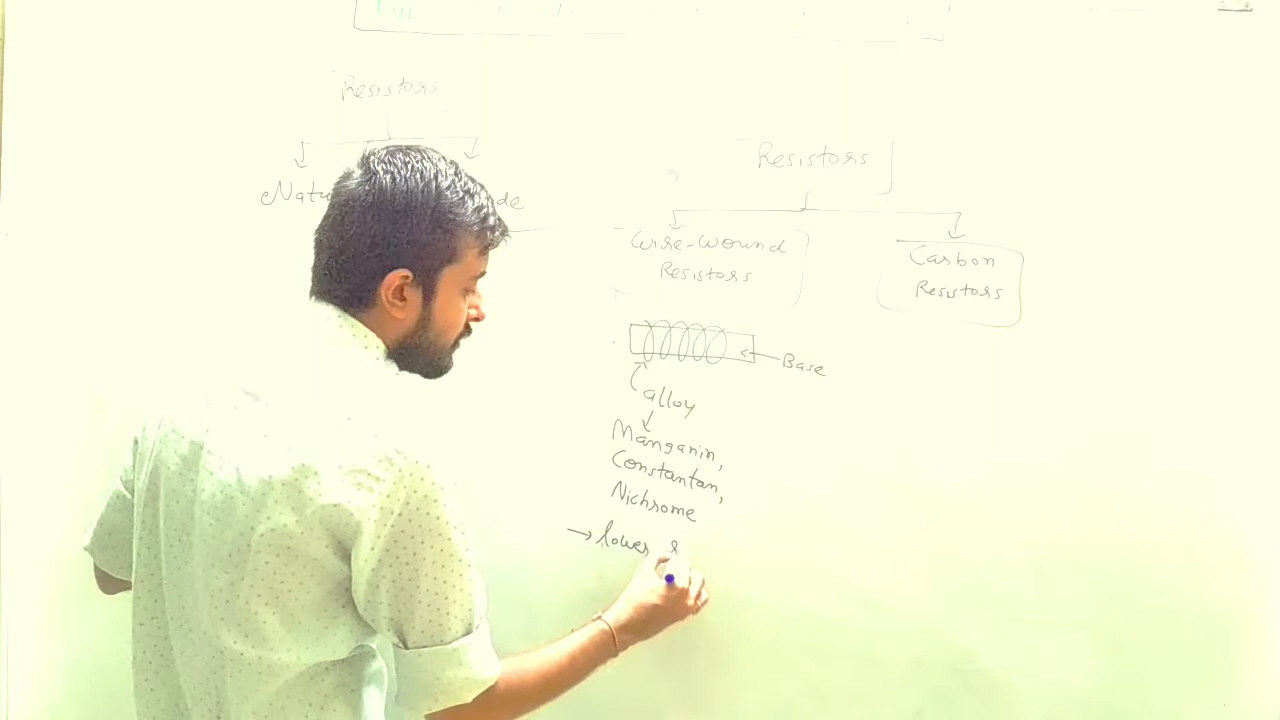 Resistors
Natu
de
Resistors
Wire-Wound
Resistors
Carbon
Resistors
Base
alloy
Manganin,
Constantan,
Nichrome
→ lower